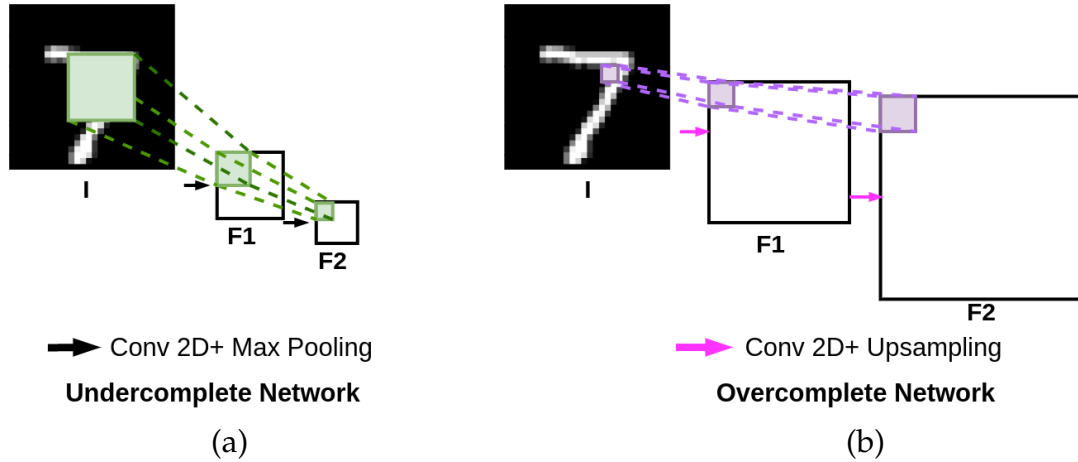 I
F1
F2
Conv 2D+ Max Pooling
Undercomplete Network
(a)
I
F1
F2
Conv 2D+ Upsampling
Overcomplete Network
(b)